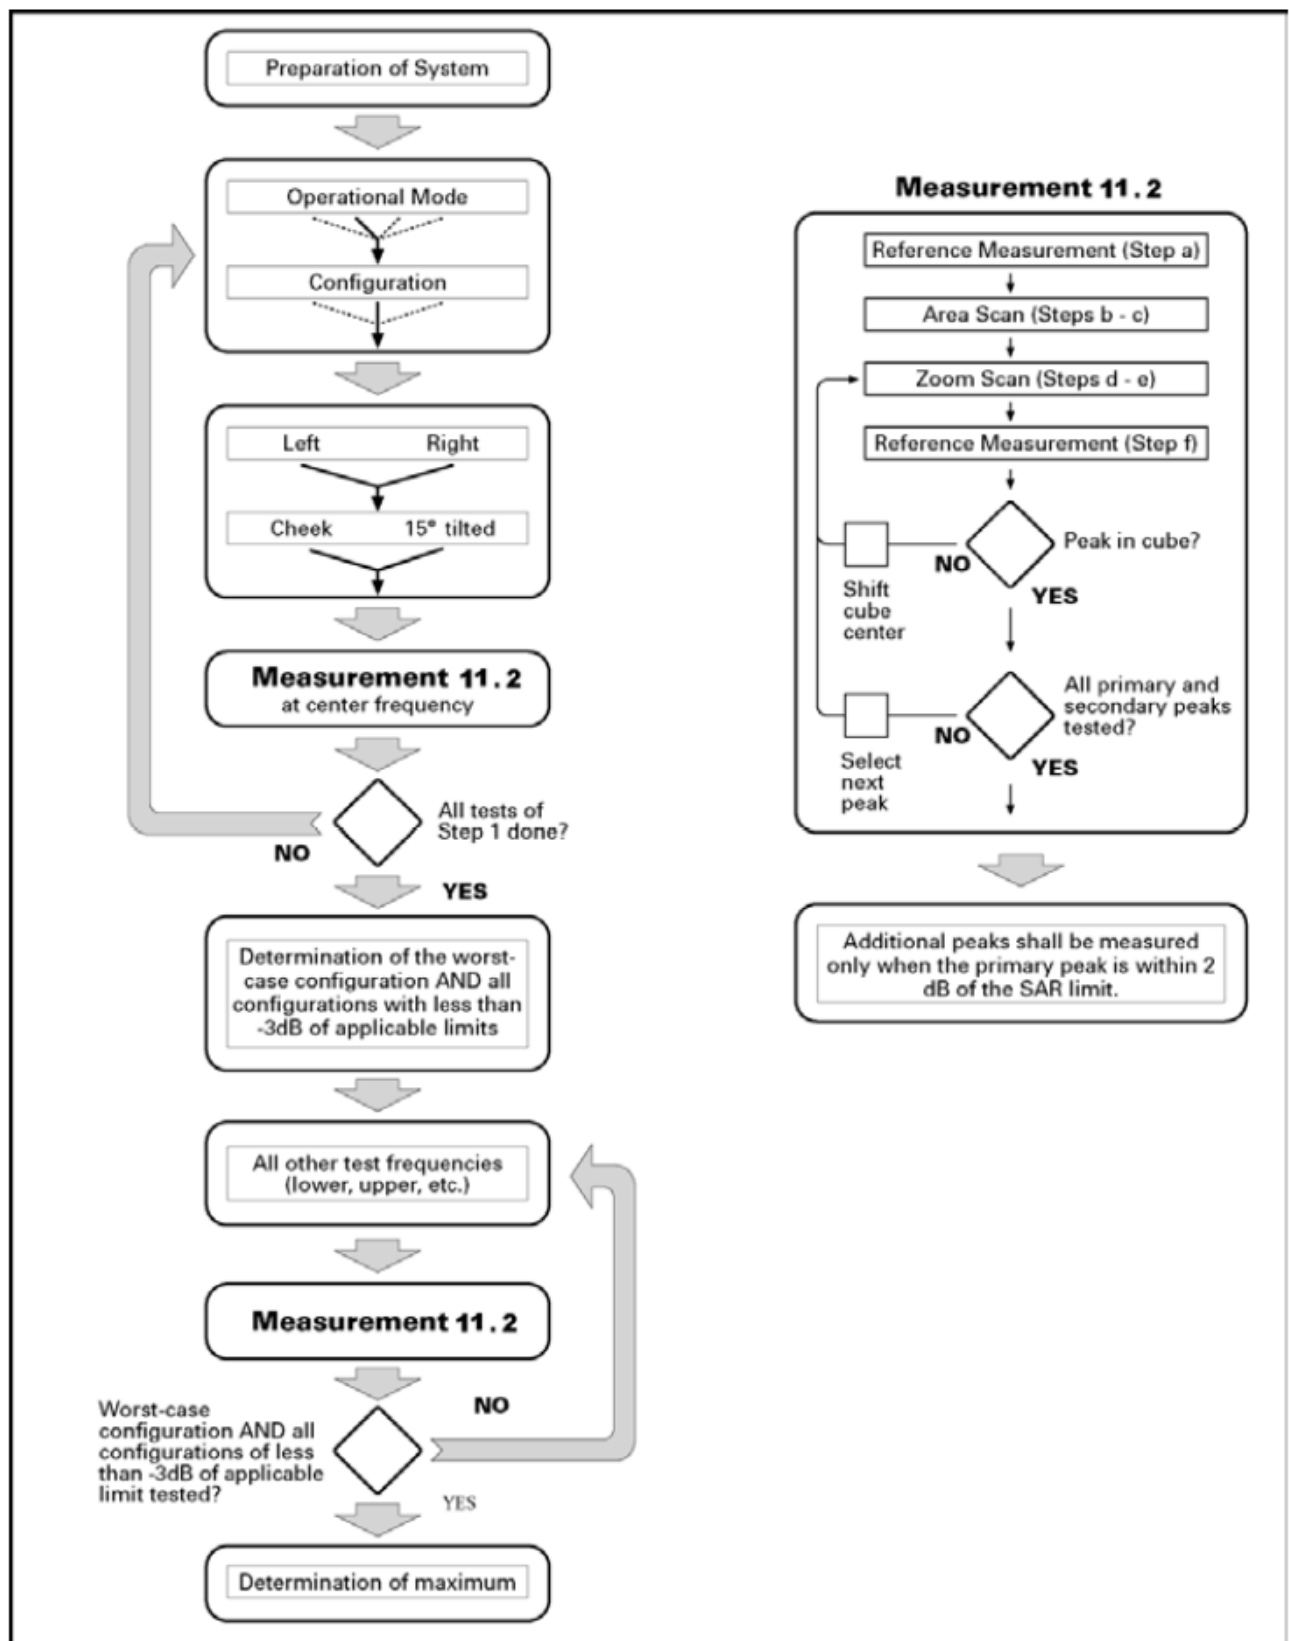 Preparation of System
Operational Mode
Configuration
Left Right
Cheek 15° tilted
Measurement 11.2
at center frequency
All tests of
Step 1 done?
NO
YES
Determination of the worst-
case configuration AND all
configurations with less than
-3dB of applicable limits
All other test frequencies
(lower, upper, etc.)
Measurement 11.2
NO
Worst-case
configuration AND all
configurations of less
than -3dB of applicable
limit tested?
YES
Determination of maximum
Measurement 11.2
Reference Measurement (Step a)
Area Scan (Steps b - c)
Zoom Scan (Steps d - e)
Reference Measurement (Step f)
Peak in cube?
NO
YES
Shift
cube
center
All primary and
secondary peaks
tested?
NO
YES
Select
next
peak
Additional peaks shall be measured
only when the primary peak is within 2
dB of the SAR limit.